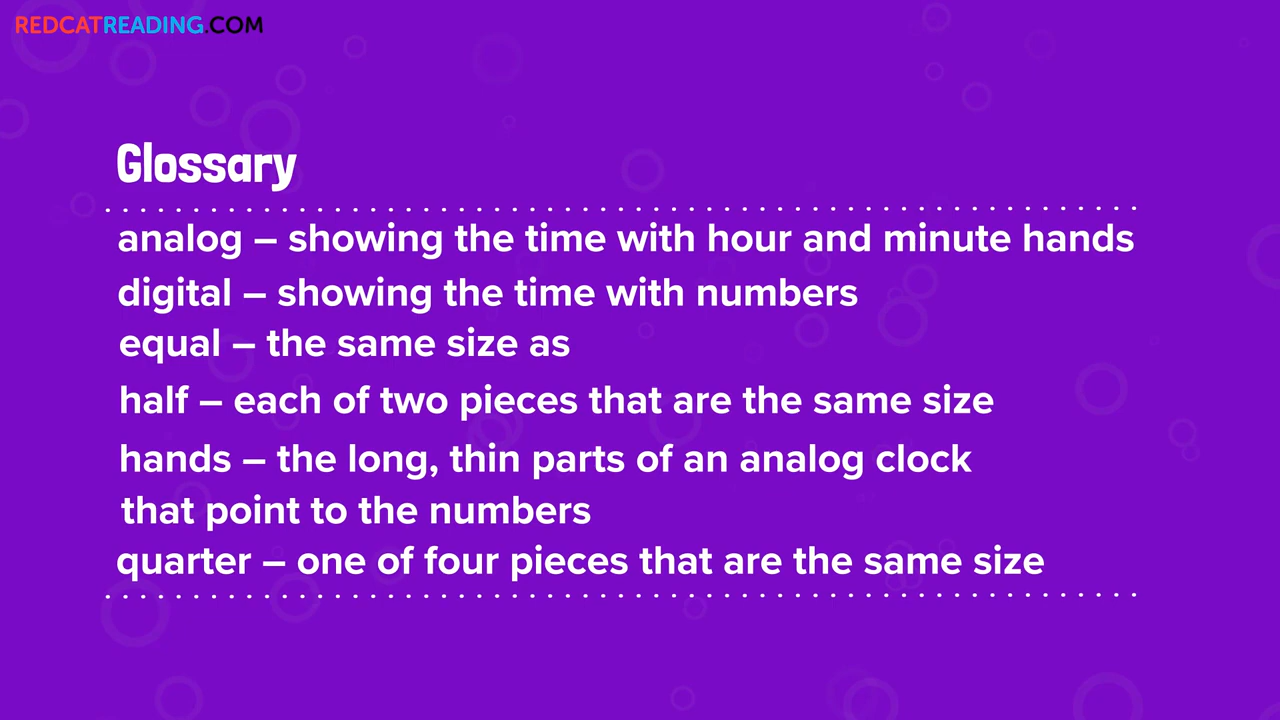 REDCATREADING.COM
Glossary
analog – showing the time with hour and minute hands
digital – showing the time with numbers
equal – the same size as
half – each of two pieces that are the same size
hands – the long, thin parts of an analog clock
that point to the numbers
quarter – one of four pieces that are the same size